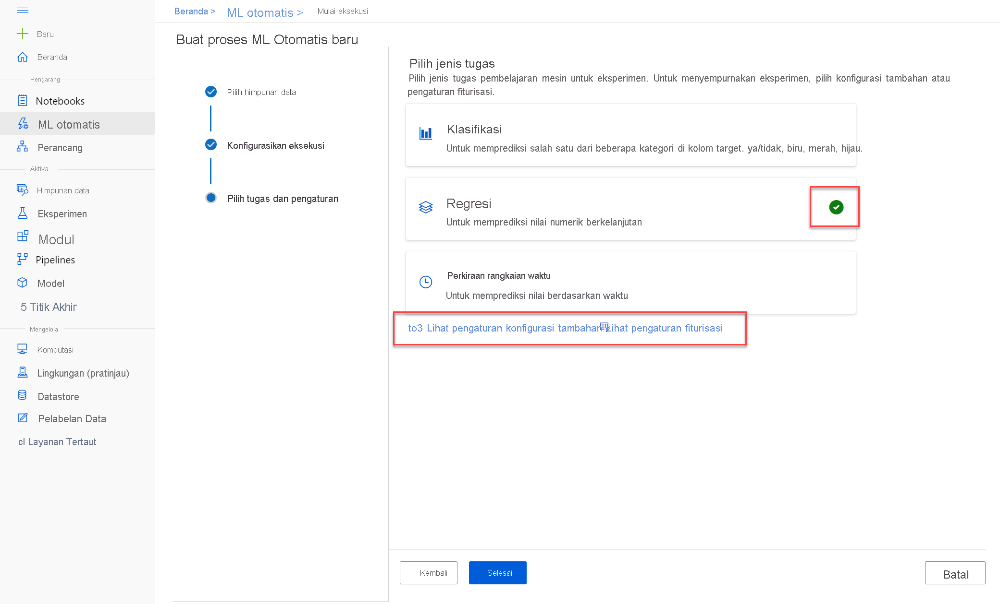 Beranda >
ML otomatis >
Mulai eksekusi
Baru
Beranda
Pengarang
Notebooks
ML otomatis
Perancang
Aktiva
Himpunan data
Eksperimen
Modul
Pipelines
Model
5 Titik Akhir
Mengelola
Komputasi
Lingkungan (pratinjau)
Datastore
Pelabelan Data
cl Layanan Tertaut
Buat proses ML Otomatis baru
Pilih himpunan data
Konfigurasikan eksekusi
Pilih tugas dan pengaturan
Pilih jenis tugas
Pilih jenis tugas pembelajaran mesin untuk eksperimen. Untuk menyempurnakan eksperimen, pilih konfigurasi tambahan atau
pengaturan fiturisasi.
Klasifikasi
Untuk memprediksi salah satu dari beberapa kategori di kolom target. ya/tidak, biru, merah, hijau.
Regresi
Untuk memprediksi nilai numerik berkelanjutan
Perkiraan rangkaian waktu
Untuk memprediksi nilai berdasarkan waktu
to3 Lihat pengaturan konfigurasi tambahan Lihat pengaturan fiturisasi
Kembali
Selesai
Batal